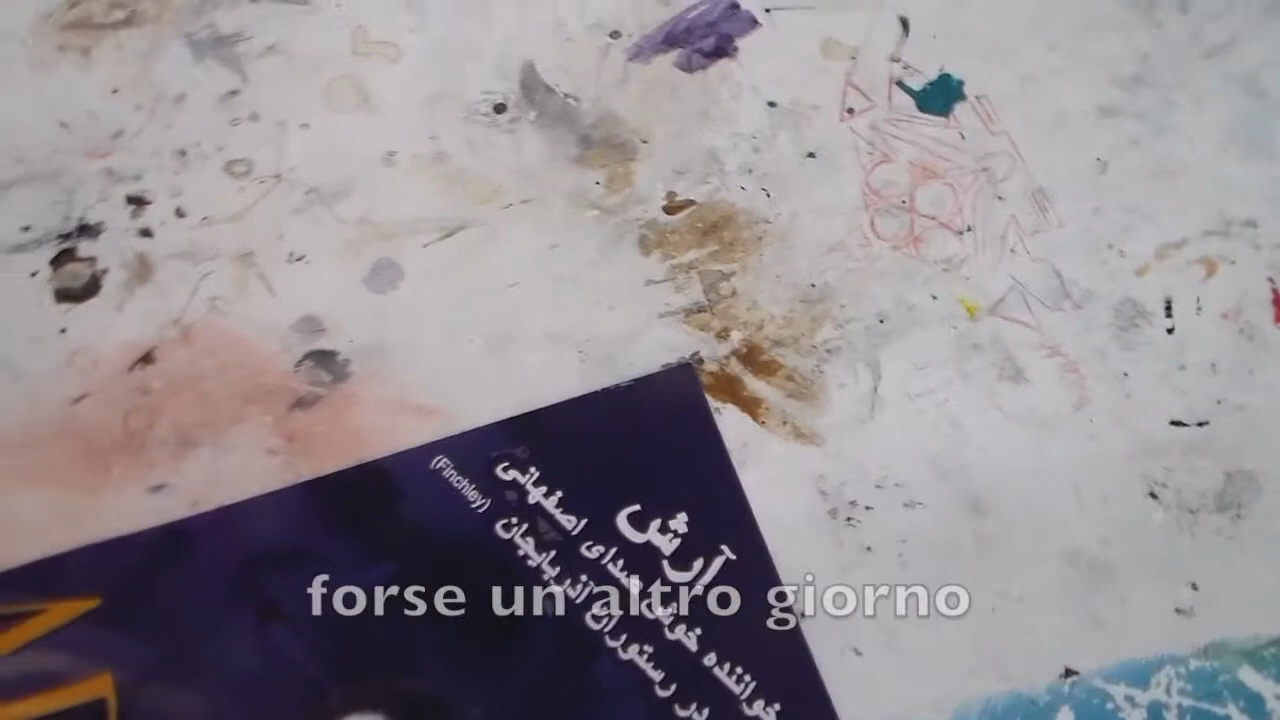 آرش
خواننده خوش صدای اصفهانی
در رستوران آذربایجان
(Finchley)
forse un altro giorno